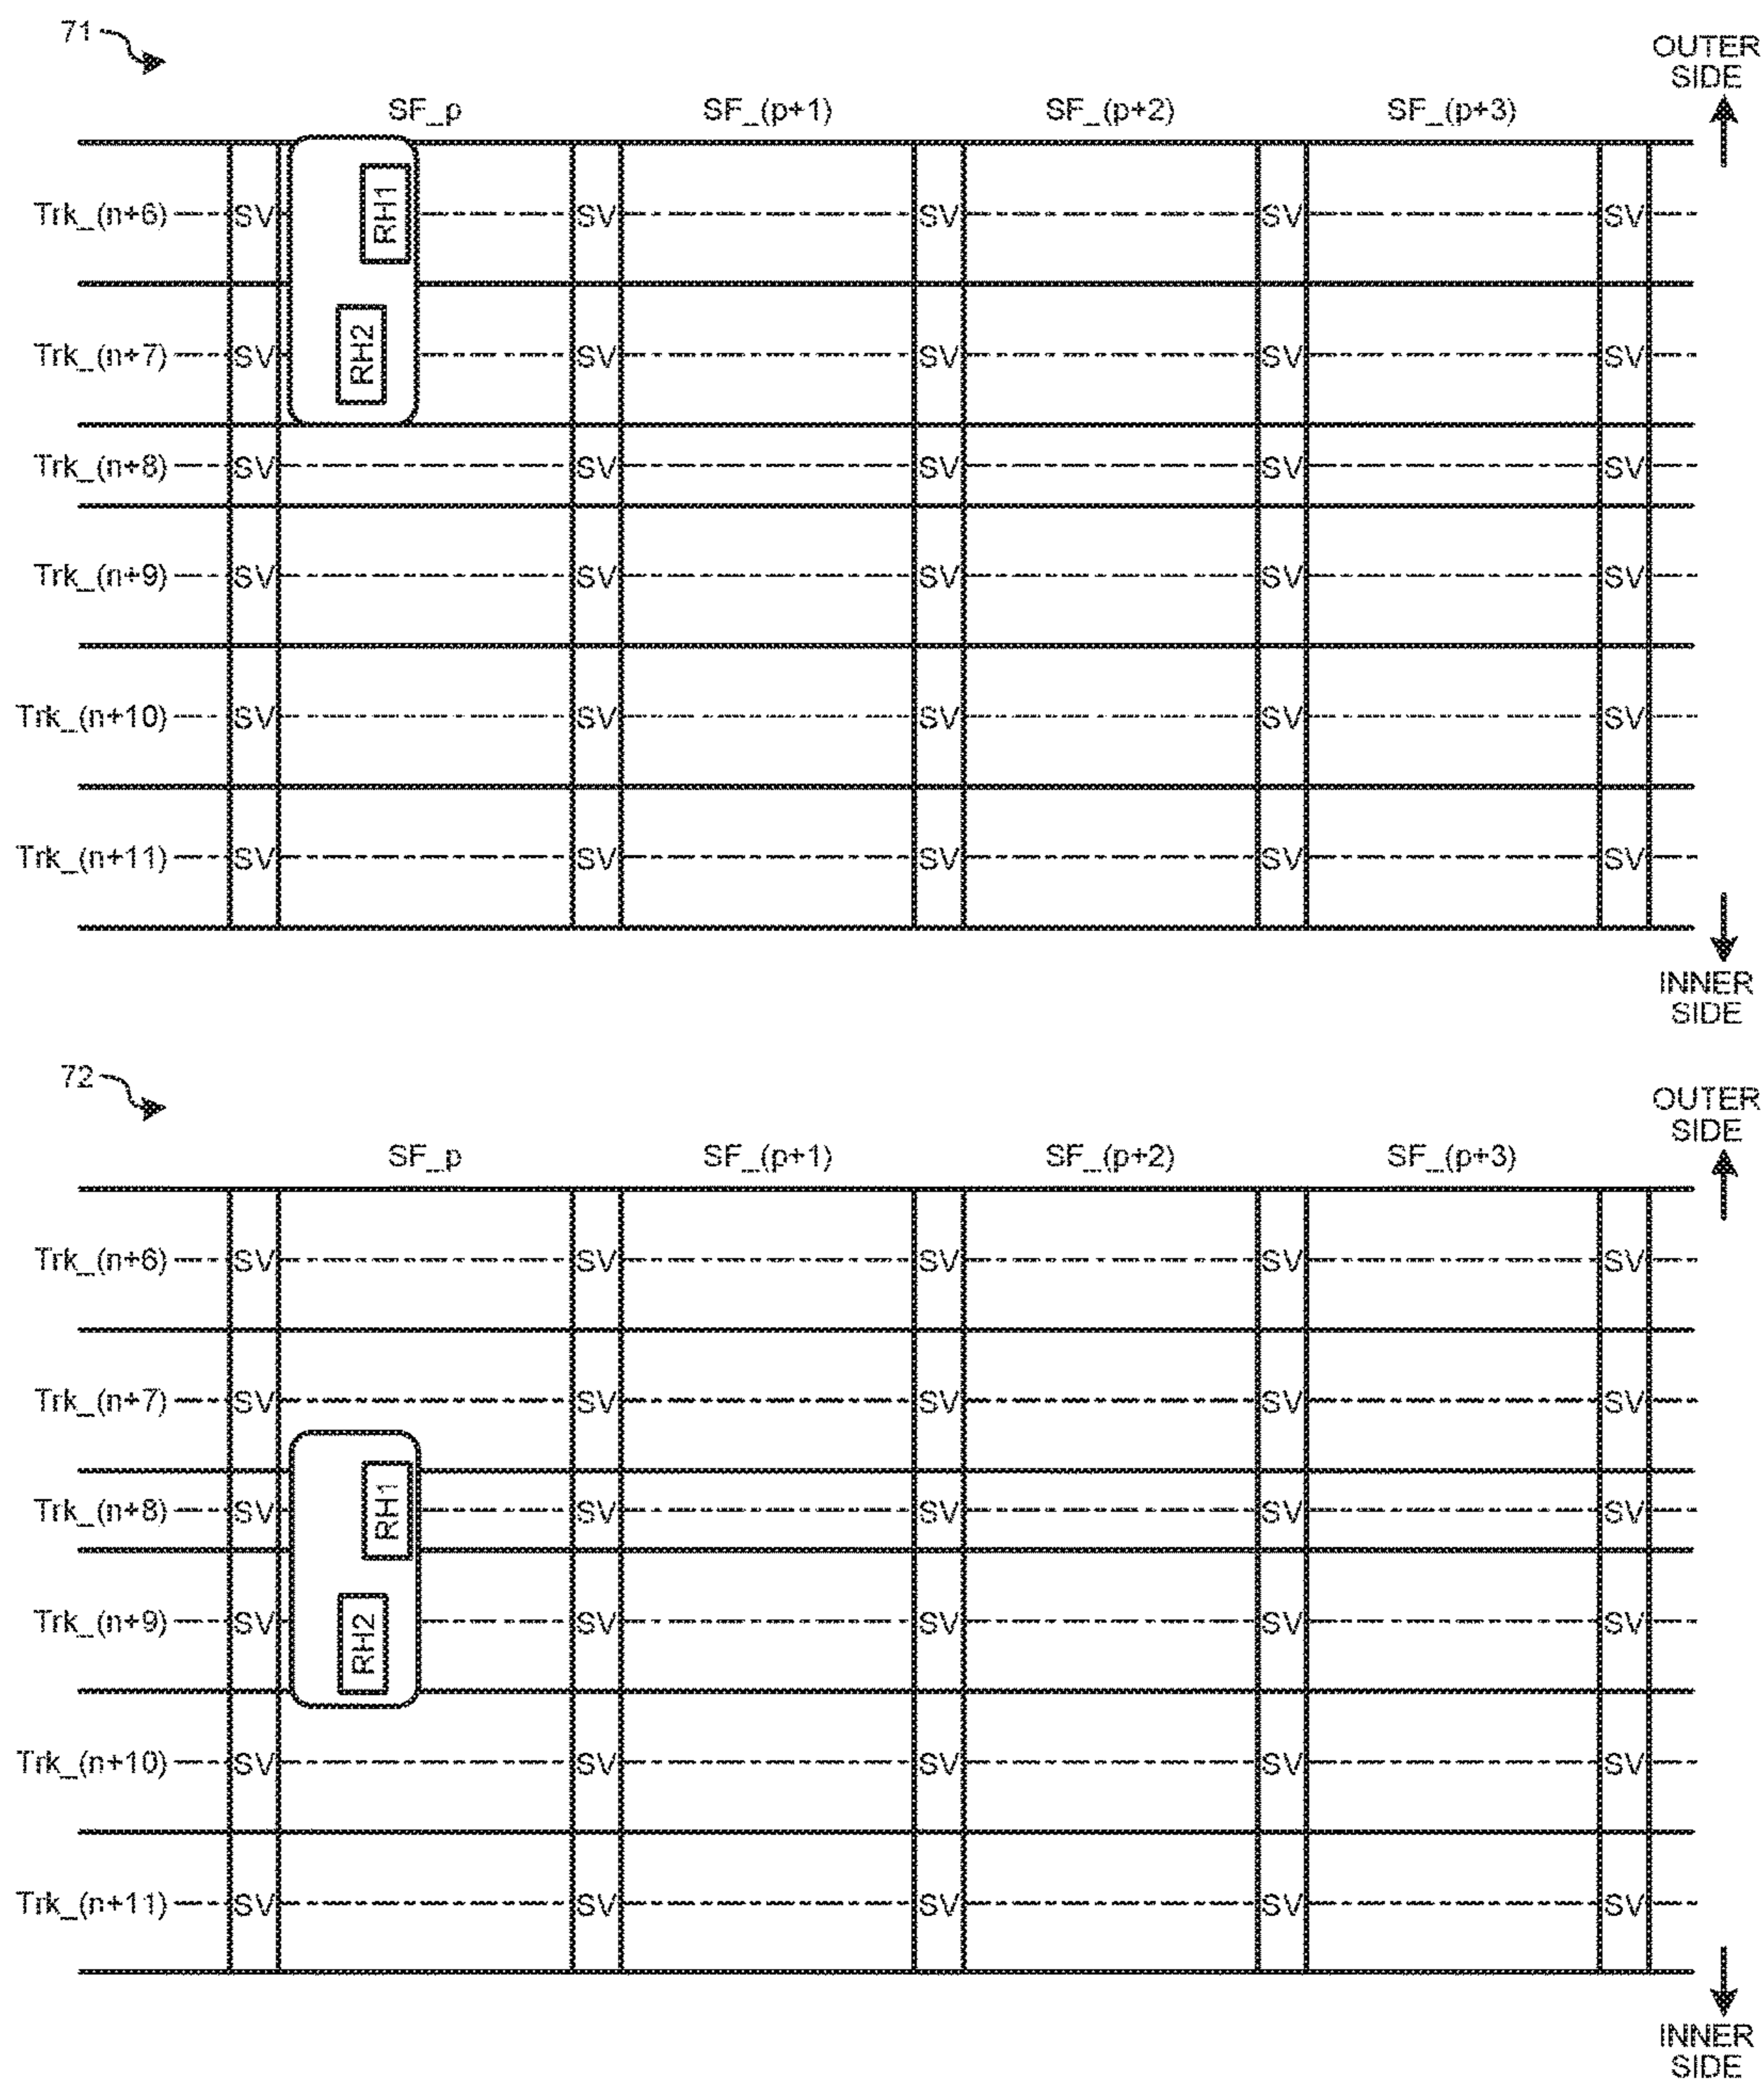 71
OUTER
SIDE
SF_p SF_(p+1) SF_(p+2) SF_(p+3)
Trk_(n+6) SV RH1 SV SV SV SV
Trk_(n+7) SV RH2 SV SV SV SV
Trk_(n+8) SV SV SV SV SV
Trk_(n+9) SV SV SV SV SV
Trk_(n+10) SV SV SV SV SV
Trk_(n+11) SV SV SV SV SV
INNER
SIDE
72
OUTER
SIDE
SF_p SF_(p+1) SF_(p+2) SF_(p+3)
Trk_(n+6) SV SV SV SV SV
Trk_(n+7) SV SV SV SV SV
Trk_(n+8) SV RH1 SV SV SV SV
Trk_(n+9) SV RH2 SV SV SV SV
Trk_(n+10) SV SV SV SV SV
Trk_(n+11) SV SV SV SV SV
INNER
SIDE